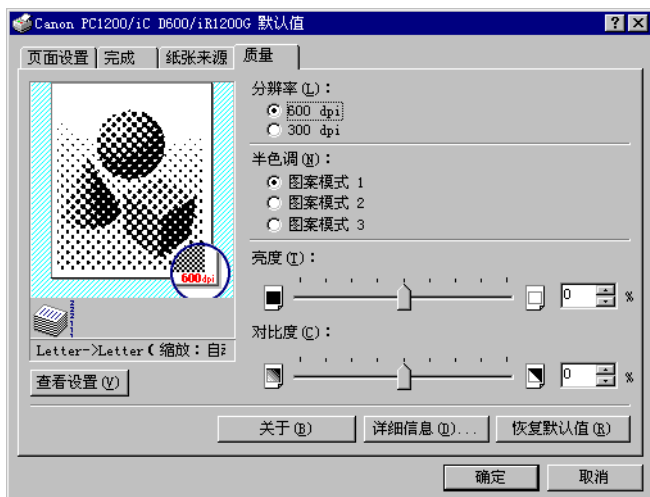 Canon PC1200/iC D600/iR1200G 默认值
页面设置 完成 纸张来源 质量
分辨率(L)：
600 dpi
300 dpi
半色调(N)：
图案模式 1
图案模式 2
图案模式 3
600dpi
亮度(T)：
0 %
Letter->Letter(缩放：自
对比度(C)：
0 %
查看设置(V)
关于(B) 详细信息(D)... 恢复默认值(R)
确定 取消